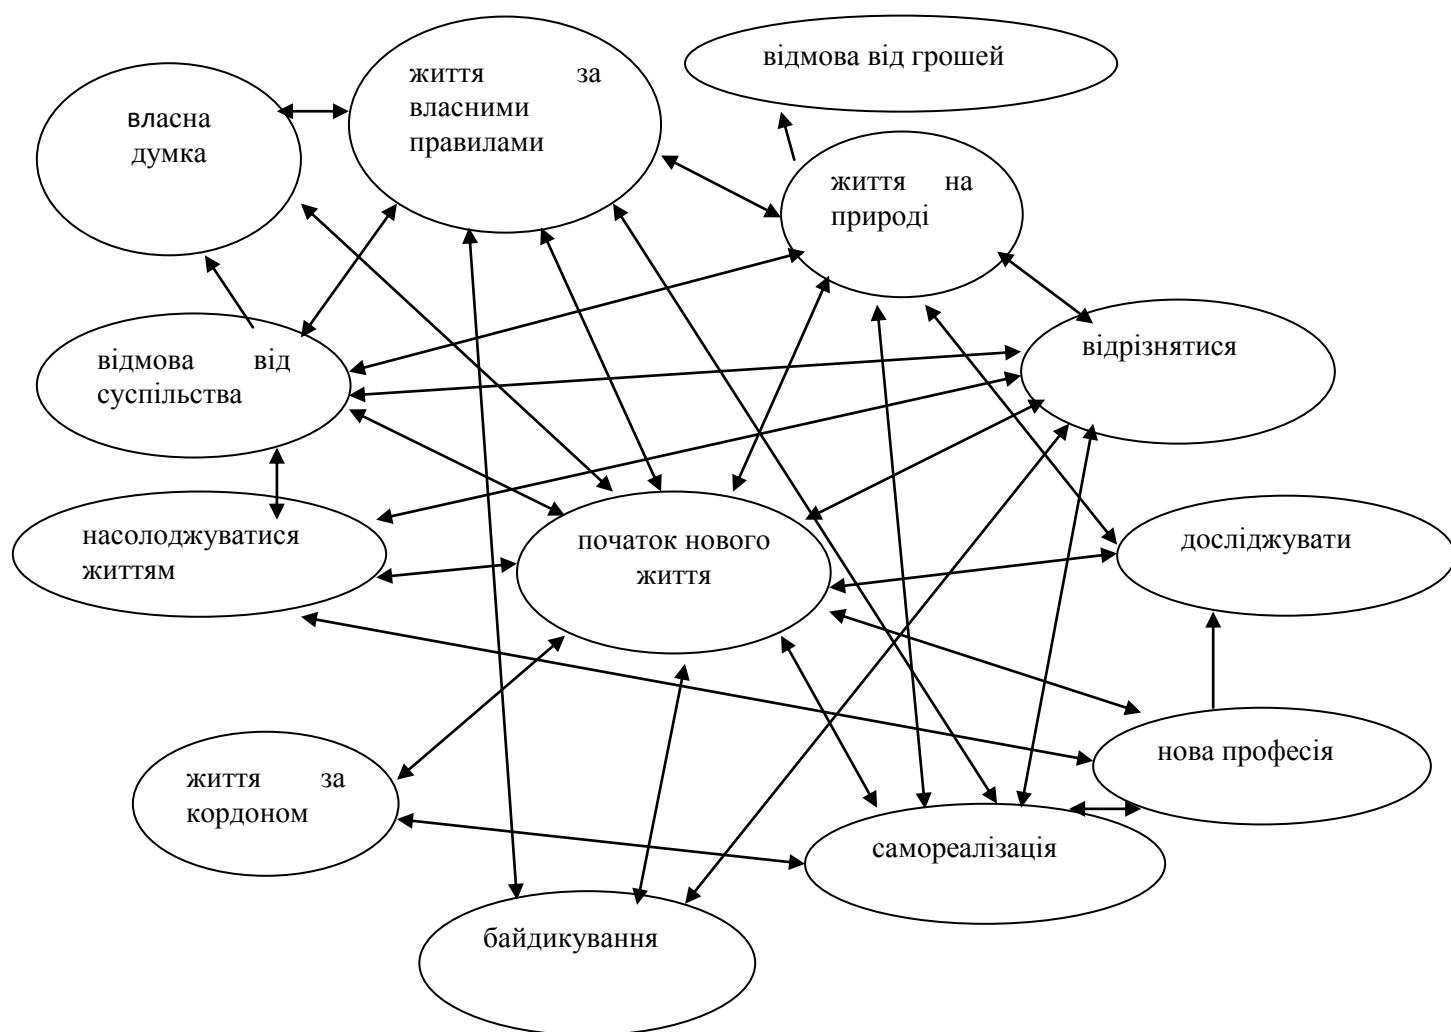 відмова від грошей
життя за
власними
правилами
власна
думка
життя на
природі
відмова від
суспільства
відрізнятися
насолоджуватися
життям
початок нового
життя
досліджувати
нова професія
життя за
кордоном
самореалізація
байдикування